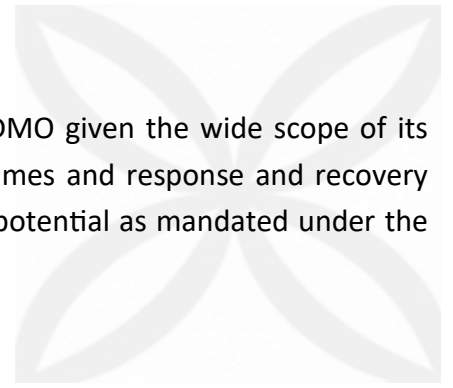 DMO given the wide scope of its
mes and response and recovery
potential as mandated under the